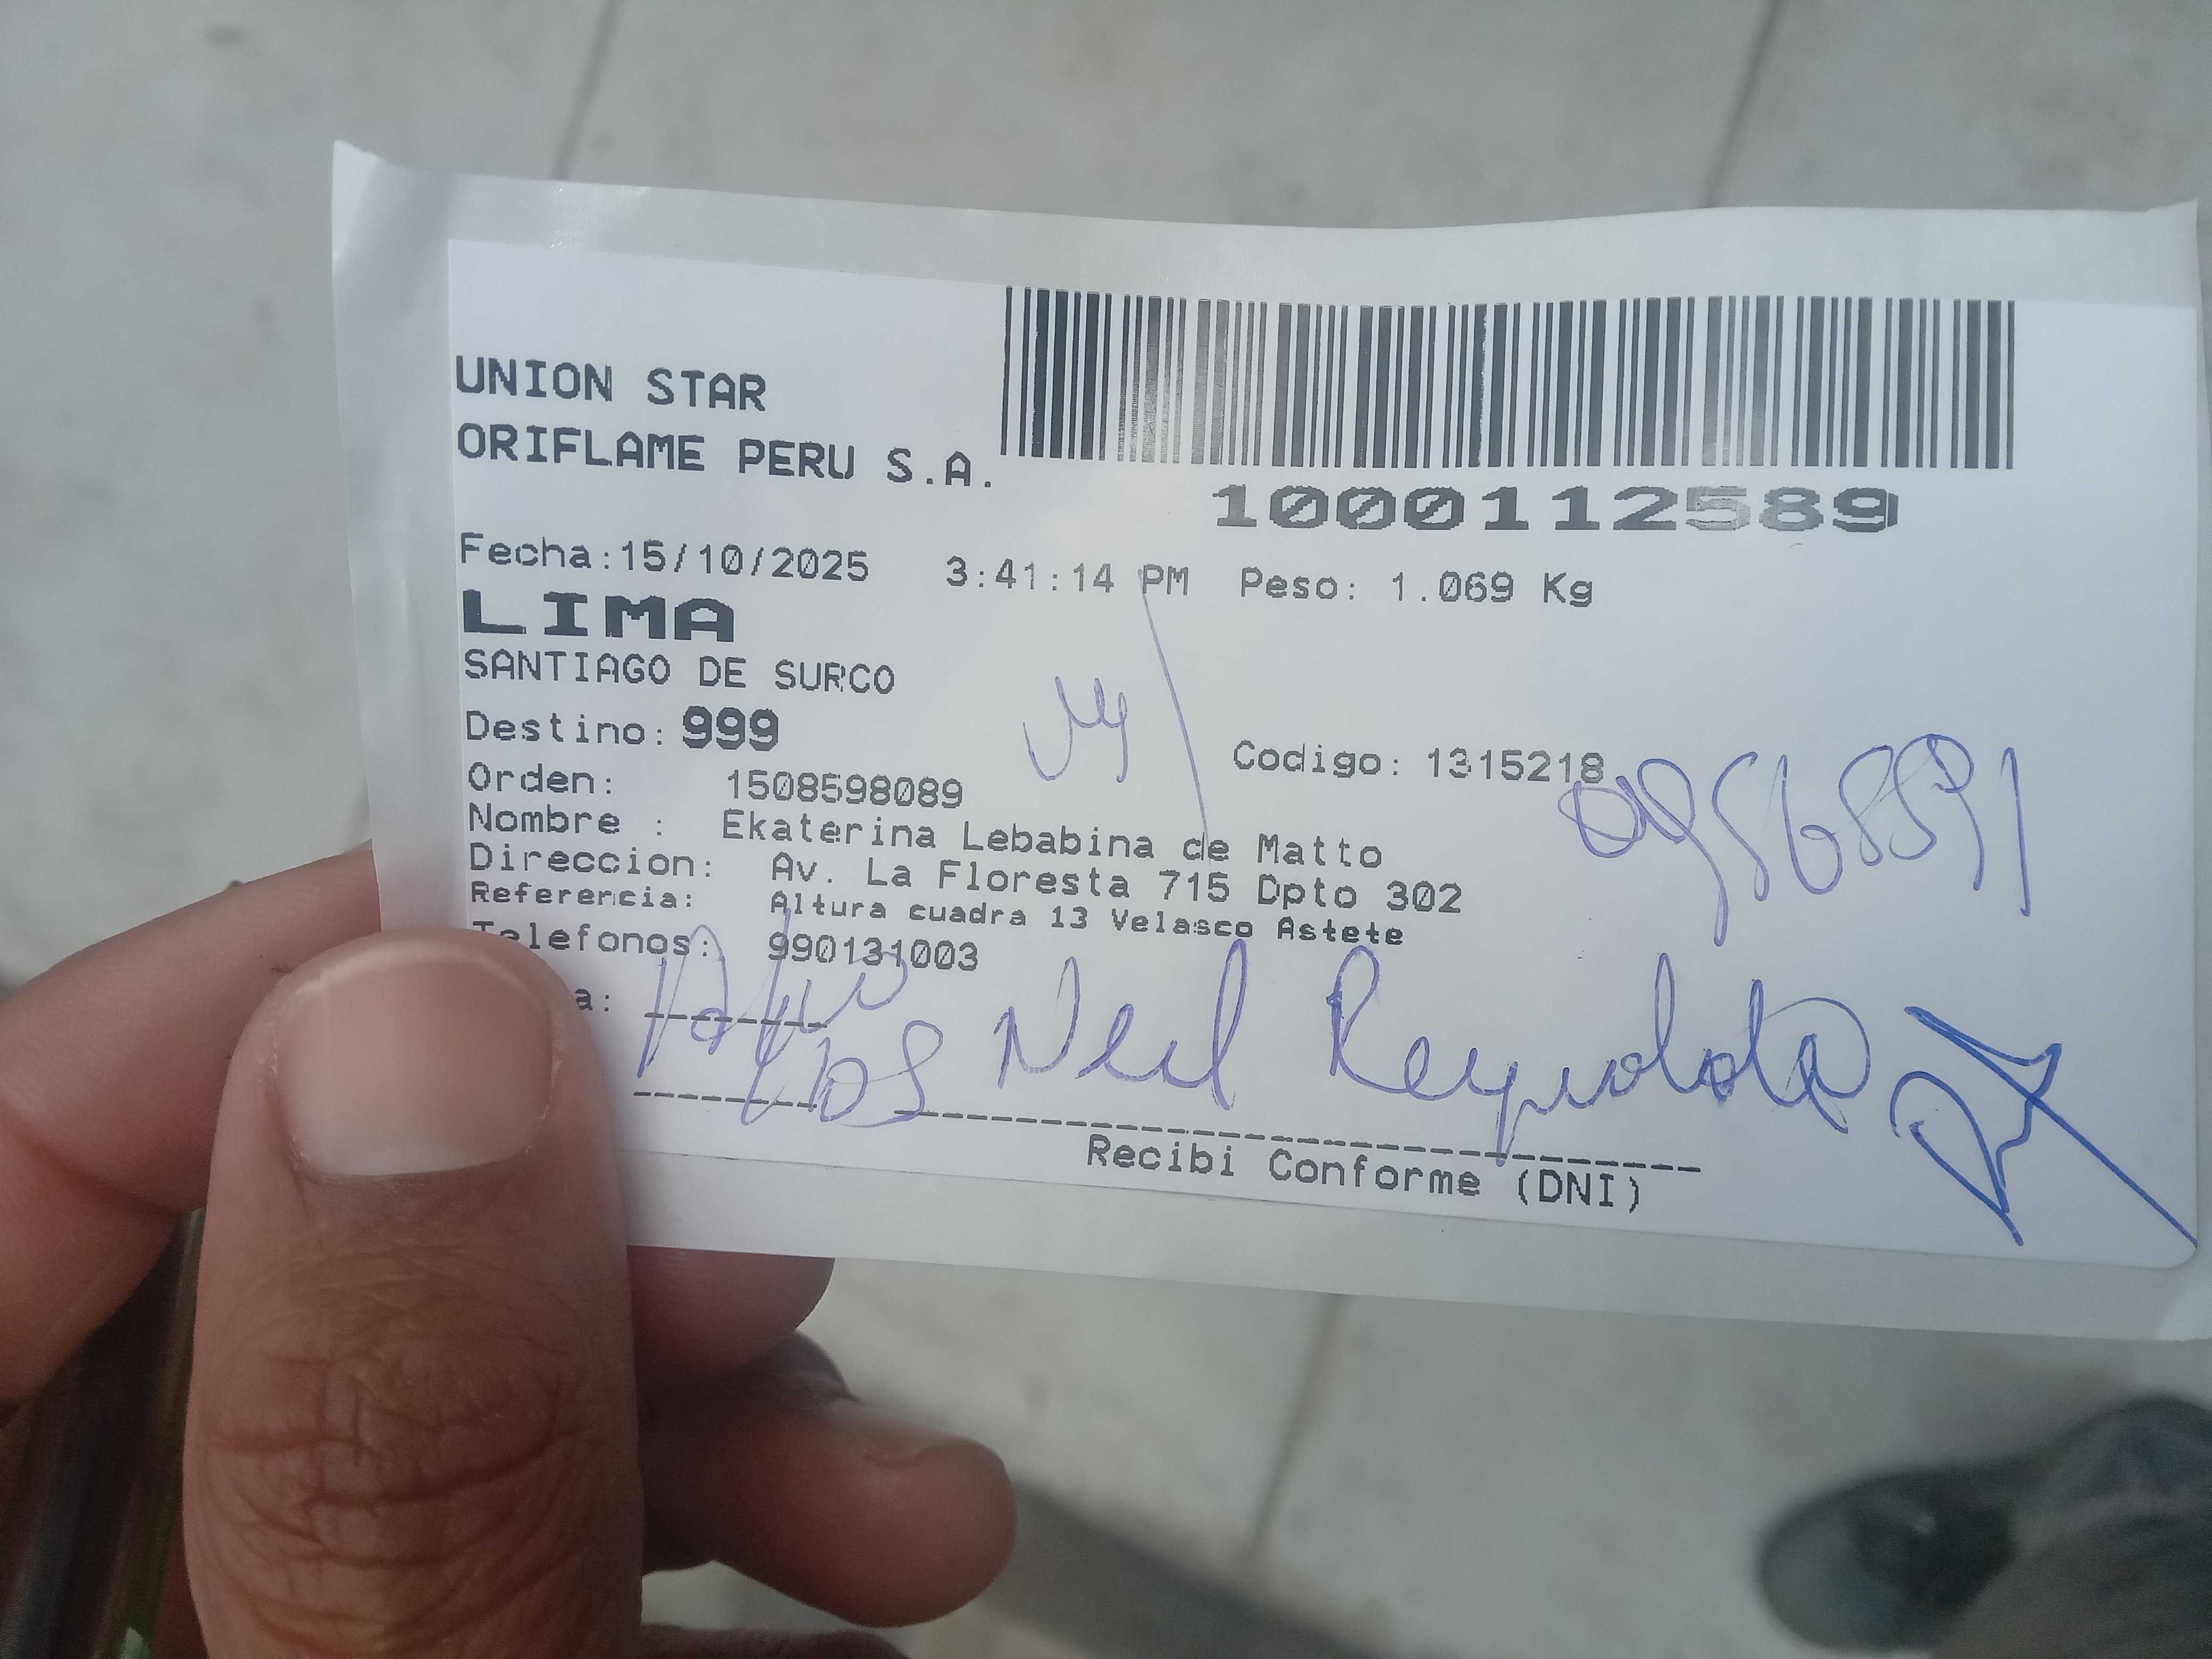 UNION STAR
ORIFLAME PERU S.A.
1000112589
Fecha:15/10/2025 3:41:14 PM Peso: 1.069 Kg
LIMA
SANTIAGO DE SURCO
Destino: 999
Codigo: 1315218
Orden: 1508598089
Nombre : Ekaterina Lebabina de Matto
Direccion: Av. La Floresta 715 Dpto 302
Referencia: Altura cuadra 13 Velasco Astete
Telefonos: 990131003
a:
Neil
Recibi Conforme (DNI)